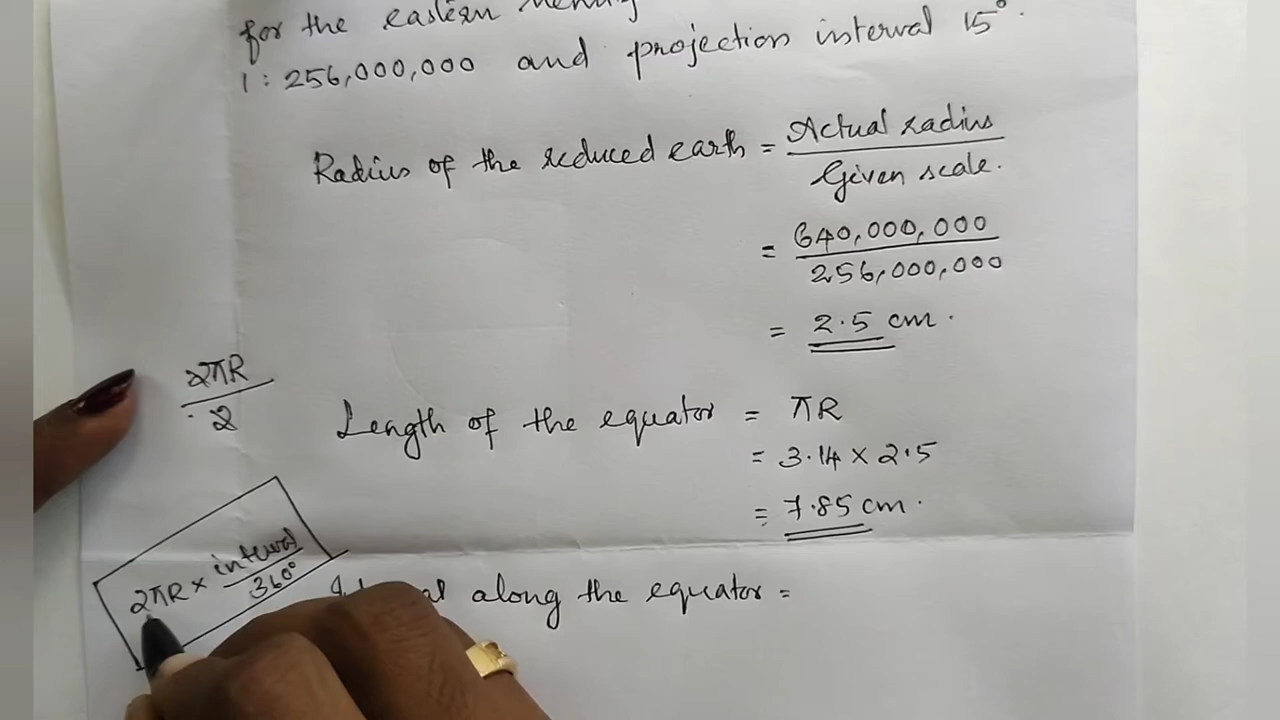 for the eastern
1 : 256,000,000 and projection interval 15°.
Radius of the reduced earth = Actual radius
Given scale.
= 640,000,000
256,000,000
= 2.5 cm.
2πR
2
Length of the equator = πR
= 3.14 × 2.5
= 7.85 cm.
2πR × interval
360°
along the equator =